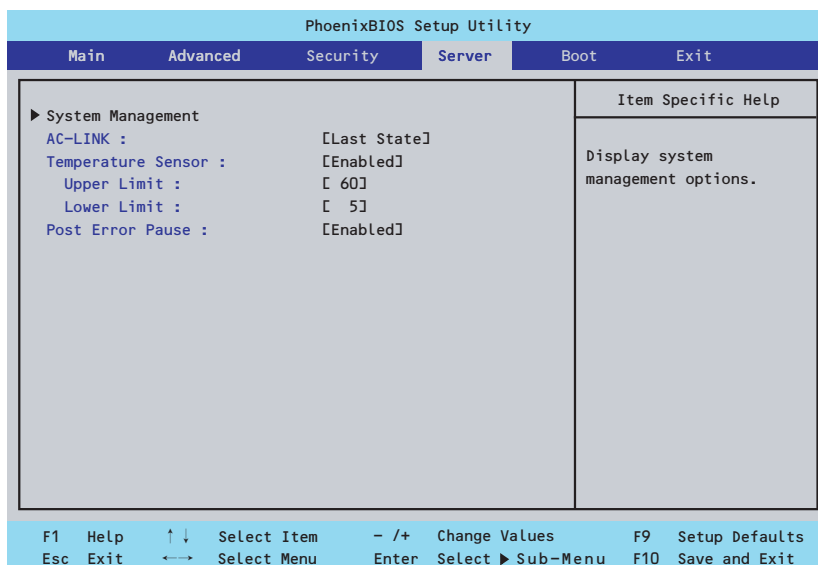 PhoenixBIOS Setup Utility
Main Advanced Security Server Boot Exit
Item Specific Help
▶ System Management
AC-LINK : [Last State]
Temperature Sensor : [Enabled]
Upper Limit : [ 60]
Lower Limit : [ 5]
Post Error Pause : [Enabled]
Display system
management options.
F1 Help ↑↓ Select Item - /+ Change Values F9 Setup Defaults
Esc Exit ←→ Select Menu Enter Select ▶ Sub-Menu F10 Save and Exit